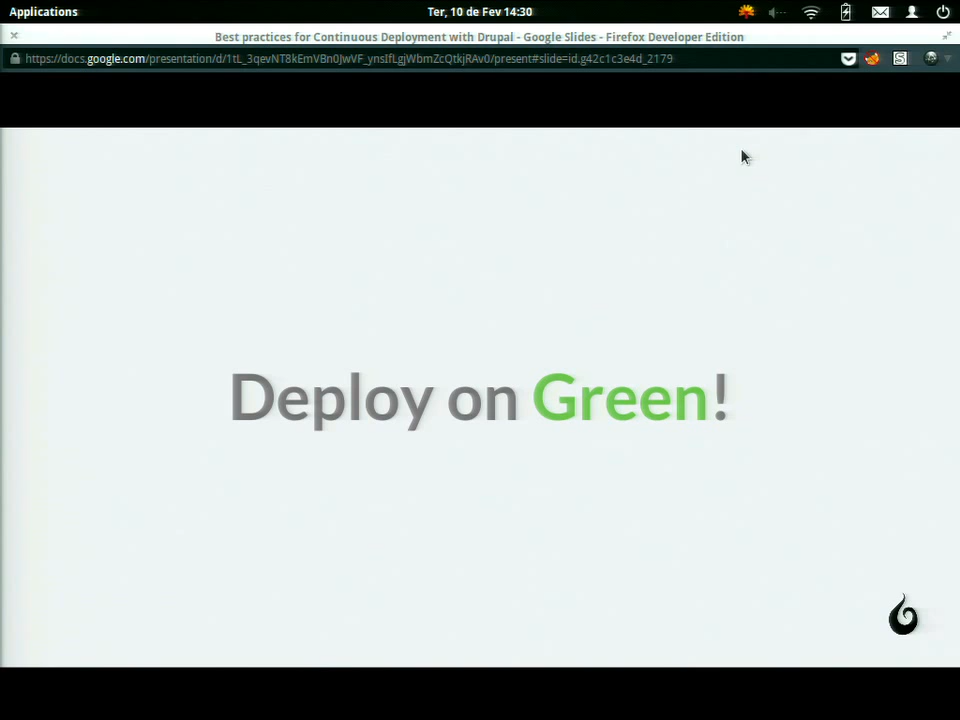 Applications
Ter, 10 de Fev 14:30
Best practices for Continuous Deployment with Drupal - Google Slides - Firefox Developer Edition
https://docs.google.com/presentation/d/1tL_3qevNT8kEmVBn0JwVF_ynsIfLgjWbmZcQtkjRAv0/present#slide=id.g42c1c3e4d_2179
Deploy on Green!